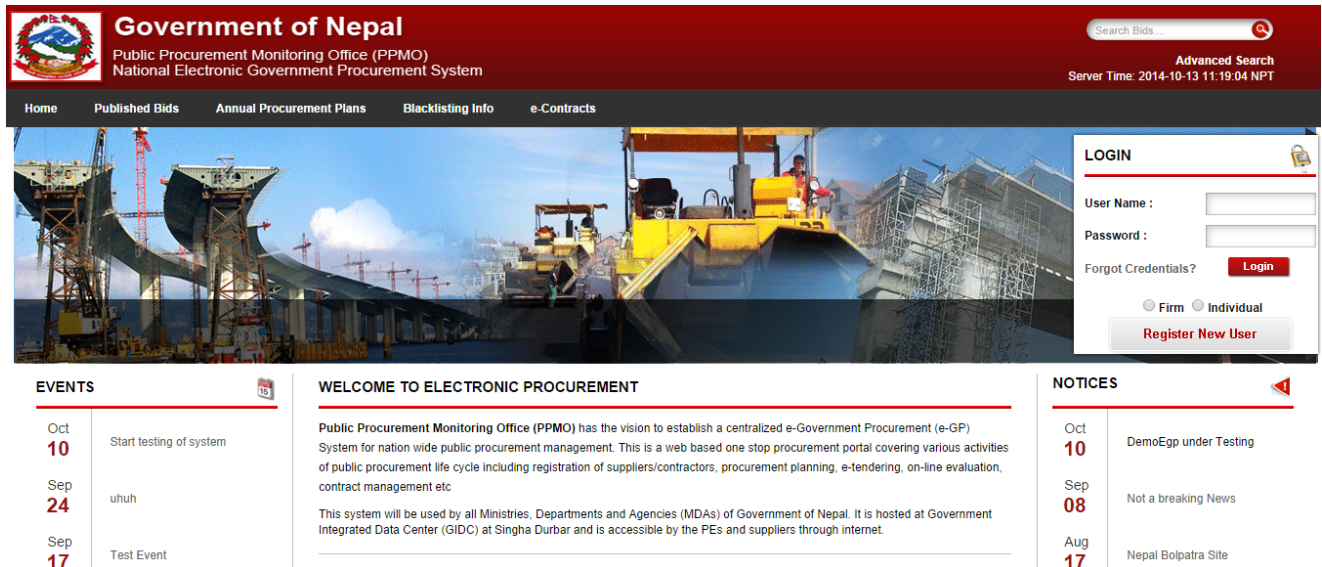 Government of Nepal
Public Procurement Monitoring Office (PPMO)
National Electronic Government Procurement System
Search Bids....
Advanced Search
Server Time: 2014-10-13 11:19:04 NPT
Home Published Bids Annual Procurement Plans Blacklisting Info e-Contracts
LOGIN
User Name :
Password :
Forgot Credentials? Login
Firm Individual
Register New User
EVENTS
15
Oct
10
Start testing of system
Sep
24
uhuh
Sep
17
Test Event
WELCOME TO ELECTRONIC PROCUREMENT
Public Procurement Monitoring Office (PPMO) has the vision to establish a centralized e-Government Procurement (e-GP)
System for nation wide public procurement management. This is a web based one stop procurement portal covering various activities
of public procurement life cycle including registration of suppliers/contractors, procurement planning, e-tendering, on-line evaluation,
contract management etc
This system will be used by all Ministries, Departments and Agencies (MDAs) of Government of Nepal. It is hosted at Government
Integrated Data Center (GIDC) at Singha Durbar and is accessible by the PEs and suppliers through internet.
NOTICES
Oct
10
DemoEgp under Testing
Sep
08
Not a breaking News
Aug
17
Nepal Bolpatra Site